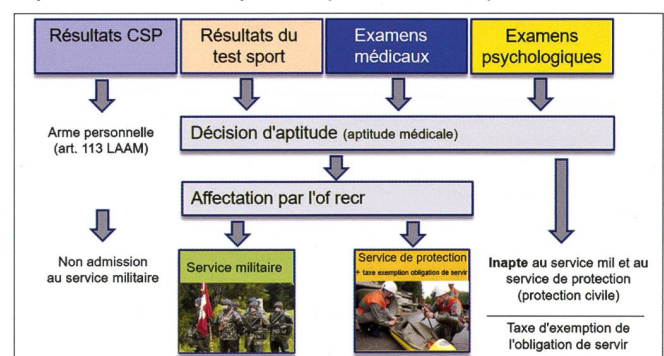 Résultats CSP
Résultats du
test sport
Examens
médicaux
Examens
psychologiques
Arme personnelle
(art. 113 LAAM)
Décision d'aptitude (aptitude médicale)
Affectation par l'of recr
Non admission
au service militaire
Service militaire
Service de protection
+ taxe exemption obligation de servir
Inapte au service mil et au
service de protection
(protection civile)
Taxe d'exemption de
l'obligation de servir